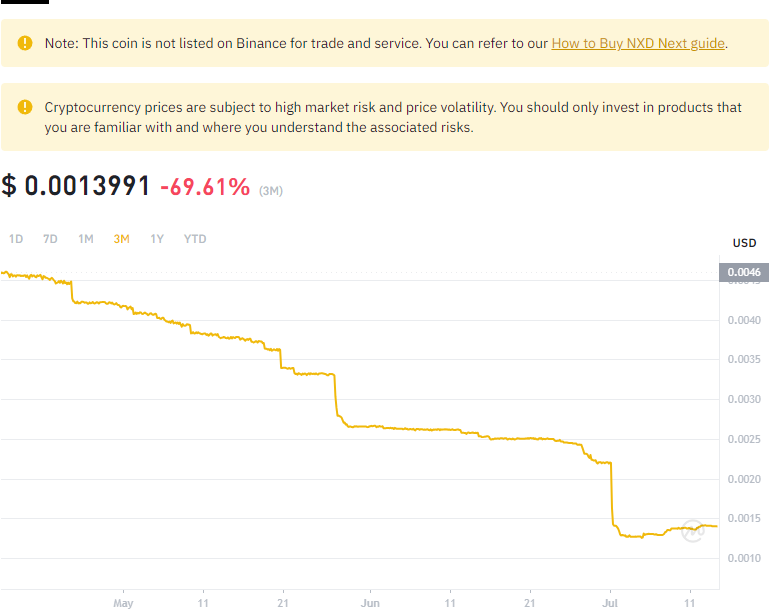 Note: This coin is not listed on Binance for trade and service. You can refer to our How to Buy NXD Next guide.
Cryptocurrency prices are subject to high market risk and price volatility. You should only invest in products that
you are familiar with and where you understand the associated risks.
$ 0.0013991 -69.61% (3M)
1D 7D 1M 3M 1Y YTD
USD
0.0046
0.0045
0.0040
0.0035
0.0030
0.0025
0.0020
0.0015
0.0010
May 11 21 Jun 11 21 Jul 11